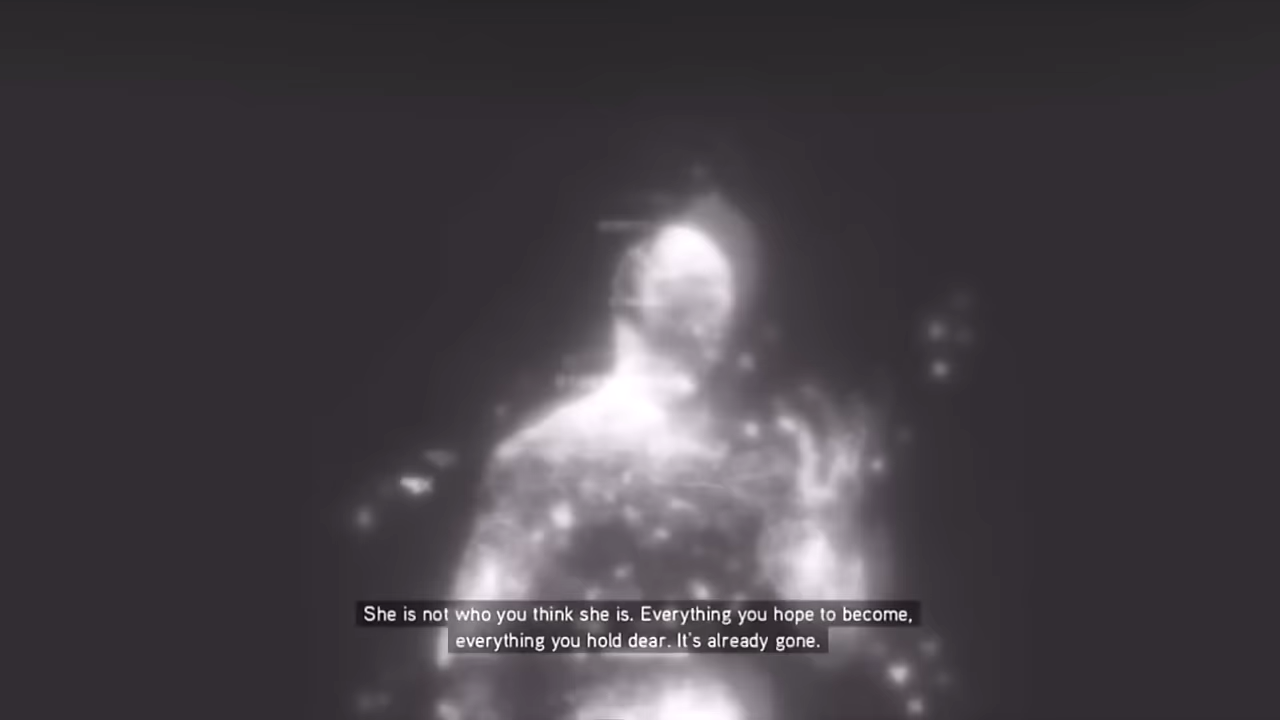 She is not who you think she is. Everything you hope to become,
everything you hold dear. It's already gone.